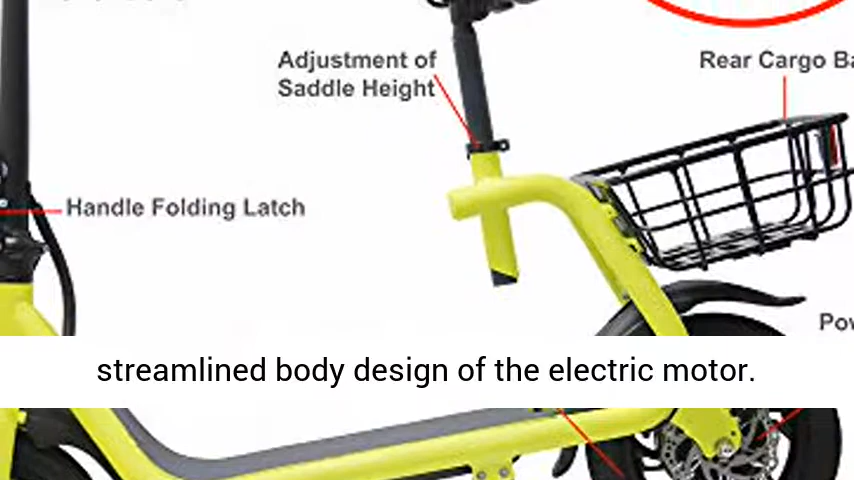 Adjustment of
Saddle Height
Rear Cargo Ba
Handle Folding Latch
Pow
streamlined body design of the electric motor.